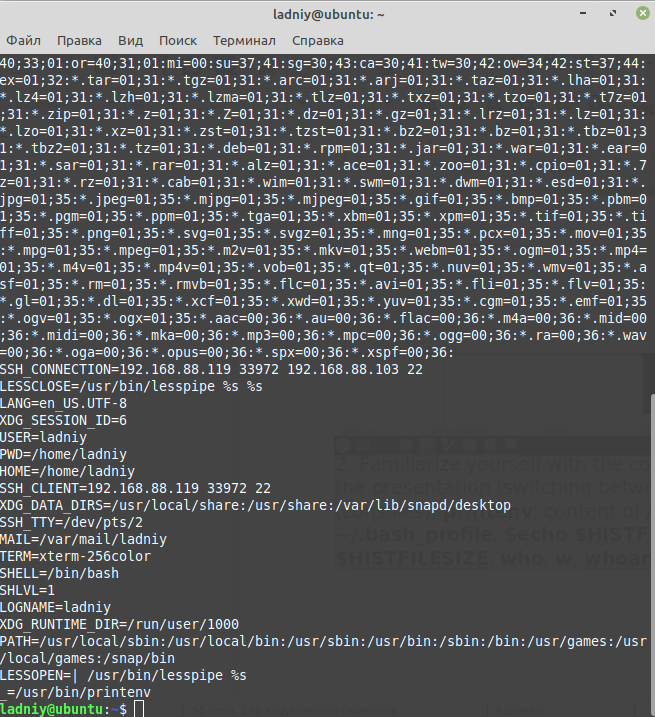 ladniy@ubuntu: ~
Файл Правка Вид Поиск Терминал Справка
40;33;01:or=40;31;01:mi=00:su=37;41:sg=30;43:ca=30;41:tw=30;42:ow=34;42:st=37;44:
ex=01;32:*.tar=01;31:*.tgz=01;31:*.arc=01;31:*.arj=01;31:*.taz=01;31:*.lha=01;31:
*.lz4=01;31:*.lzh=01;31:*.lzma=01;31:*.tlz=01;31:*.txz=01;31:*.tzo=01;31:*.t7z=01
;31:*.zip=01;31:*.z=01;31:*.Z=01;31:*.dz=01;31:*.gz=01;31:*.lrz=01;31:*.lz=01;31:
*.lzo=01;31:*.xz=01;31:*.zst=01;31:*.tzst=01;31:*.bz2=01;31:*.bz=01;31:*.tbz=01;3
1:*.tbz2=01;31:*.tz=01;31:*.deb=01;31:*.rpm=01;31:*.jar=01;31:*.war=01;31:*.ear=0
1;31:*.sar=01;31:*.rar=01;31:*.alz=01;31:*.ace=01;31:*.zoo=01;31:*.cpio=01;31:*.7
z=01;31:*.rz=01;31:*.cab=01;31:*.wim=01;31:*.swm=01;31:*.dwm=01;31:*.esd=01;31:*.
jpg=01;35:*.jpeg=01;35:*.mjpg=01;35:*.mjpeg=01;35:*.gif=01;35:*.bmp=01;35:*.pbm=0
1;35:*.pgm=01;35:*.ppm=01;35:*.tga=01;35:*.xbm=01;35:*.xpm=01;35:*.tif=01;35:*.ti
ff=01;35:*.png=01;35:*.svg=01;35:*.svgz=01;35:*.mng=01;35:*.pcx=01;35:*.mov=01;35
:*.mpg=01;35:*.mpeg=01;35:*.m2v=01;35:*.mkv=01;35:*.webm=01;35:*.ogm=01;35:*.mp4=
01;35:*.m4v=01;35:*.mp4v=01;35:*.vob=01;35:*.qt=01;35:*.nuv=01;35:*.wmv=01;35:*.a
sf=01;35:*.rm=01;35:*.rmvb=01;35:*.flc=01;35:*.avi=01;35:*.fli=01;35:*.flv=01;35:
*.gl=01;35:*.dl=01;35:*.xcf=01;35:*.xwd=01;35:*.yuv=01;35:*.cgm=01;35:*.emf=01;35
:*.ogv=01;35:*.ogx=01;35:*.aac=00;36:*.au=00;36:*.flac=00;36:*.m4a=00;36:*.mid=00
;36:*.midi=00;36:*.mka=00;36:*.mp3=00;36:*.mpc=00;36:*.ogg=00;36:*.ra=00;36:*.wav
=00;36:*.oga=00;36:*.opus=00;36:*.spx=00;36:*.xspf=00;36:
SSH_CONNECTION=192.168.88.119 33972 192.168.88.103 22
LESSCLOSE=/usr/bin/lesspipe %s %s
LANG=en_US.UTF-8
XDG_SESSION_ID=6
USER=ladniy
PWD=/home/ladniy
HOME=/home/ladniy
SSH_CLIENT=192.168.88.119 33972 22
XDG_DATA_DIRS=/usr/local/share:/usr/share:/var/lib/snapd/desktop
SSH_TTY=/dev/pts/2
MAIL=/var/mail/ladniy
TERM=xterm-256color
SHELL=/bin/bash
SHLVL=1
LOGNAME=ladniy
XDG_RUNTIME_DIR=/run/user/1000
PATH=/usr/local/sbin:/usr/local/bin:/usr/sbin:/usr/bin:/sbin:/bin:/usr/games:/usr
/local/games:/snap/bin
LESSOPEN=| /usr/bin/lesspipe %s
_=/usr/bin/printenv
ladniy@ubuntu:~$
2. Familiarize yourself with the co
the presentation (switching betw
content of
~/.bash_profile, $echo $HISTF
$HISTFILESIZE, who, w, whoam